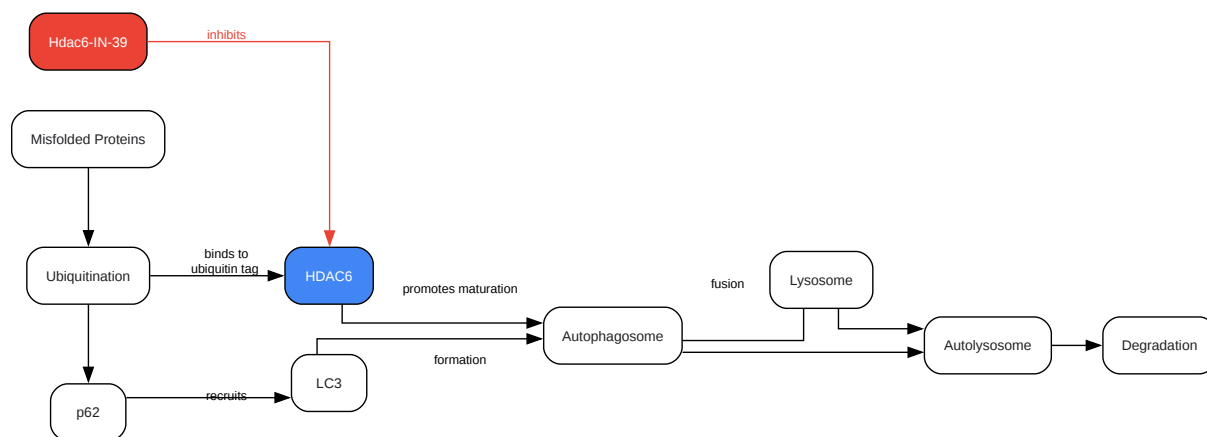 Hdac6-IN-39
inhibits
Misfolded Proteins
Ubiquitination
binds to
ubiquitin tag
HDAC6
promotes maturation
fusion
Lysosome
Autophagosome
formation
Autolysosome
Degradation
LC3
recruits
p62